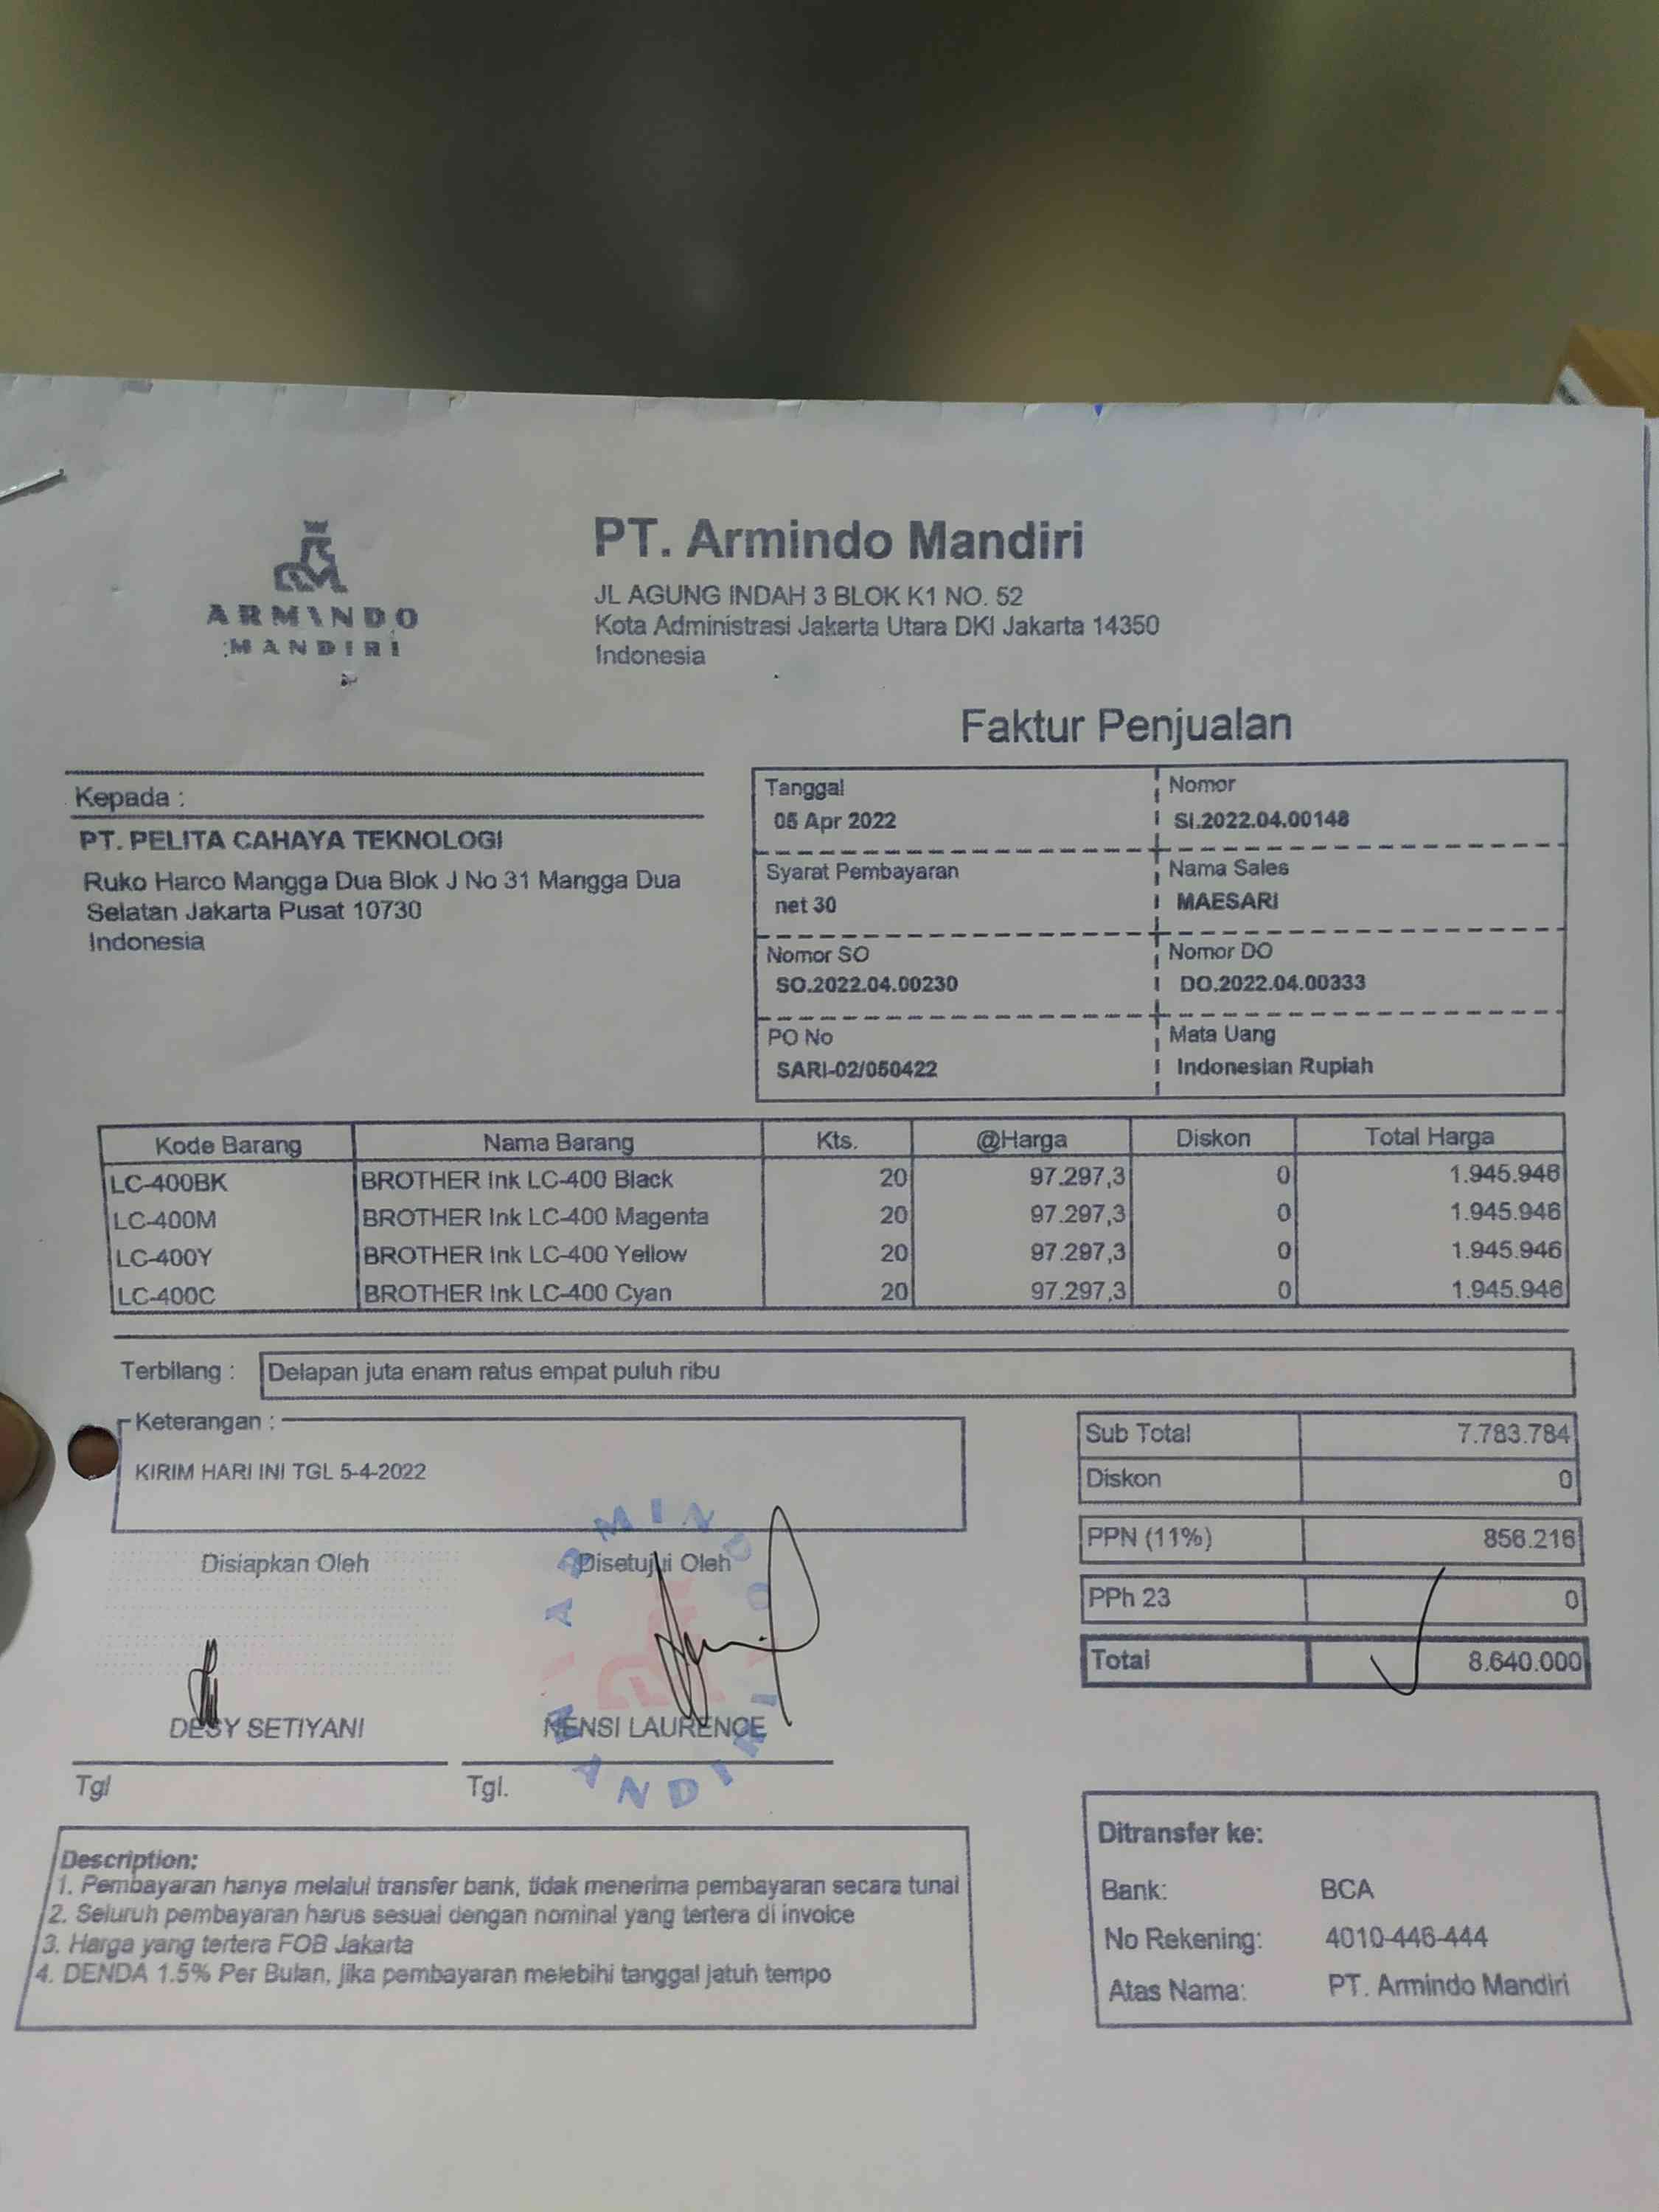 ARMINDO
MANDIRI
PT. Armindo Mandiri
JL AGUNG INDAH 3 BLOK K1 NO. 52
Kota Administrasi Jakarta Utara DKI Jakarta 14350
Indonesia
Faktur Penjualan
Kepada :
PT. PELITA CAHAYA TEKNOLOGI
Ruko Harco Mangga Dua Blok J No 31 Mangga Dua
Selatan Jakarta Pusat 10730
Indonesia
Tanggal Nomor
05 Apr 2022 SI.2022.04.00148
Syarat Pembayaran Nama Sales
net 30 MAESARI
Nomor SO Nomor DO
SO.2022.04.00230 DO.2022.04.00333
PO No Mata Uang
SARI-02/050422 Indonesian Rupiah
Kode Barang Nama Barang Kts. @Harga Diskon Total Harga
LC-400BK BROTHER Ink LC-400 Black 20 97.297,3 0 1.945.946
LC-400M BROTHER Ink LC-400 Magenta 20 97.297,3 0 1.945.946
LC-400Y BROTHER Ink LC-400 Yellow 20 97.297,3 0 1.945.946
LC-400C BROTHER Ink LC-400 Cyan 20 97.297,3 0 1.945.946
Terbilang : Delapan juta enam ratus empat puluh ribu
Keterangan :
KIRIM HARI INI TGL 5-4-2022
Sub Total 7.783.784
Diskon 0
PPN (11%) 856.216
PPh 23 0
Total 8.640.000
Disiapkan Oleh Disetujui Oleh
ARMINDO MANDIRI
DESY SETIYANI NENSI LAURENCE
Tgl Tgl.
Description:
1. Pembayaran hanya melalui transfer bank, tidak menerima pembayaran secara tunai
2. Seluruh pembayaran harus sesuai dengan nominal yang tertera di invoice
3. Harga yang tertera FOB Jakarta
4. DENDA 1.5% Per Bulan, jika pembayaran melebihi tanggal jatuh tempo
Ditransfer ke:
Bank: BCA
No Rekening: 4010-446-444
Atas Nama: PT. Armindo Mandiri